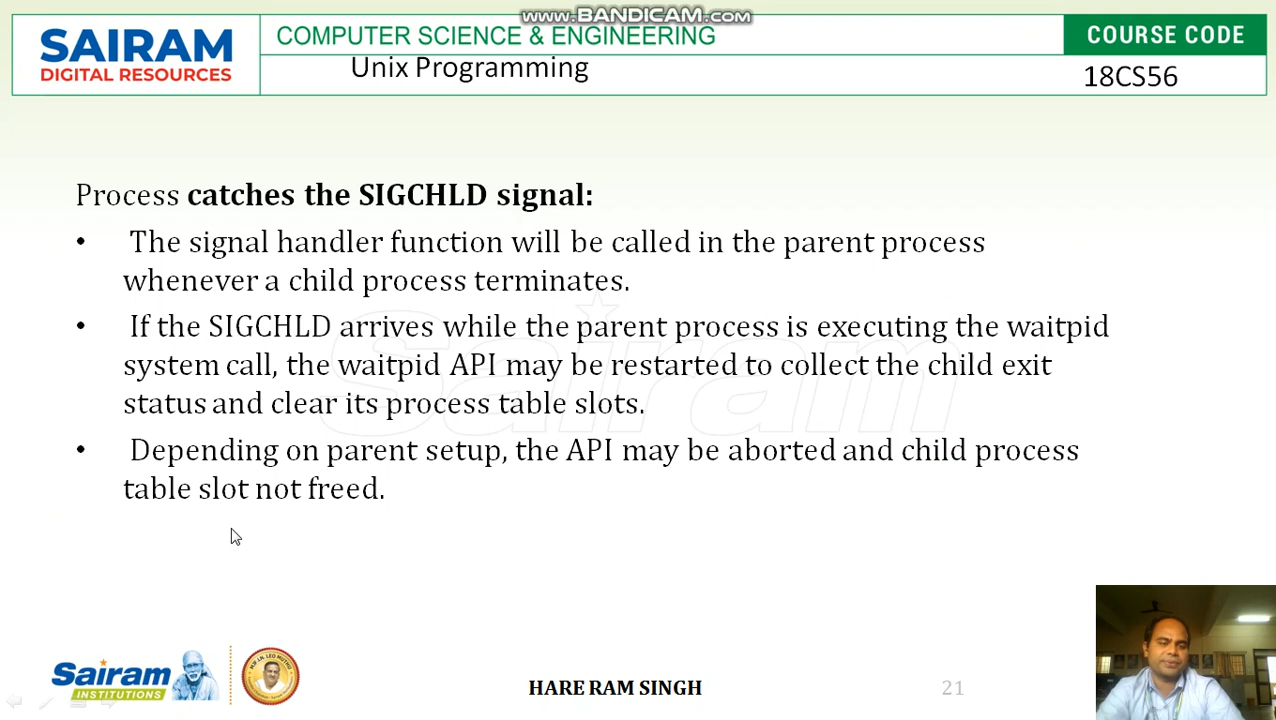 www.BANDICAM.com
SAIRAM
DIGITAL RESOURCES
COMPUTER SCIENCE & ENGINEERING
COURSE CODE
Unix Programming
18CS56
Process catches the SIGCHLD signal:
• The signal handler function will be called in the parent process
whenever a child process terminates.
• If the SIGCHLD arrives while the parent process is executing the waitpid
system call, the waitpid API may be restarted to collect the child exit
status and clear its process table slots.
• Depending on parent setup, the API may be aborted and child process
table slot not freed.
Sairam
Sairam
INSTITUTIONS
HARE RAM SINGH
21